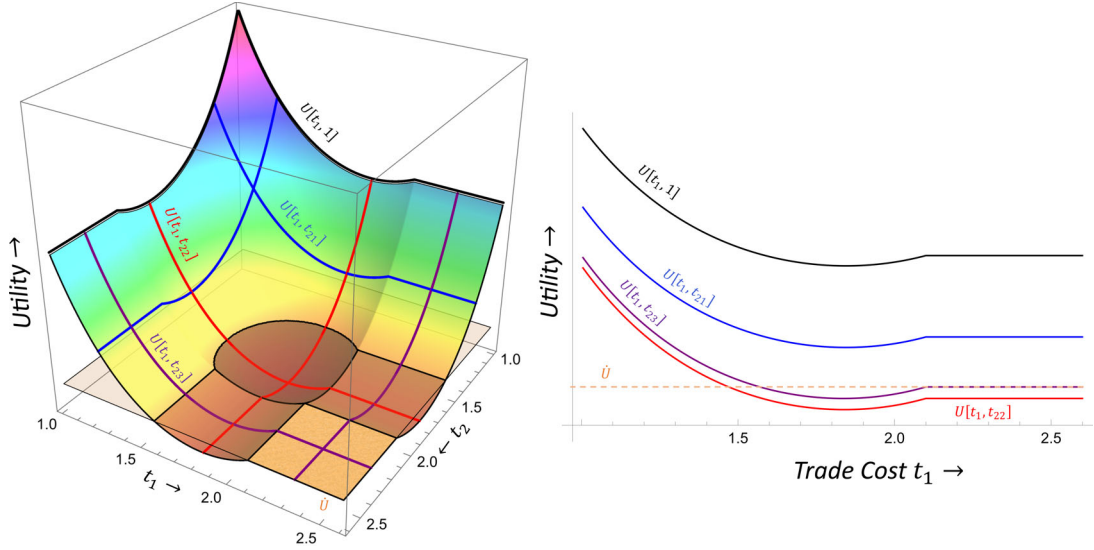 U[t₁, 1]
U[t₁, t₂₂]
U[t₁, t₂₁]
U[t₁, t₂₃]
Utility →
1.0
1.5
2.0
2.5
t₁ →
1.0
1.5
2.0
2.5
← t₂
U̇
Utility →
U[t₁, 1]
U[t₁, t₂₁]
U[t₁, t₂₃]
U̇
U[t₁, t₂₂]
1.5
2.0
2.5
Trade Cost t₁ →